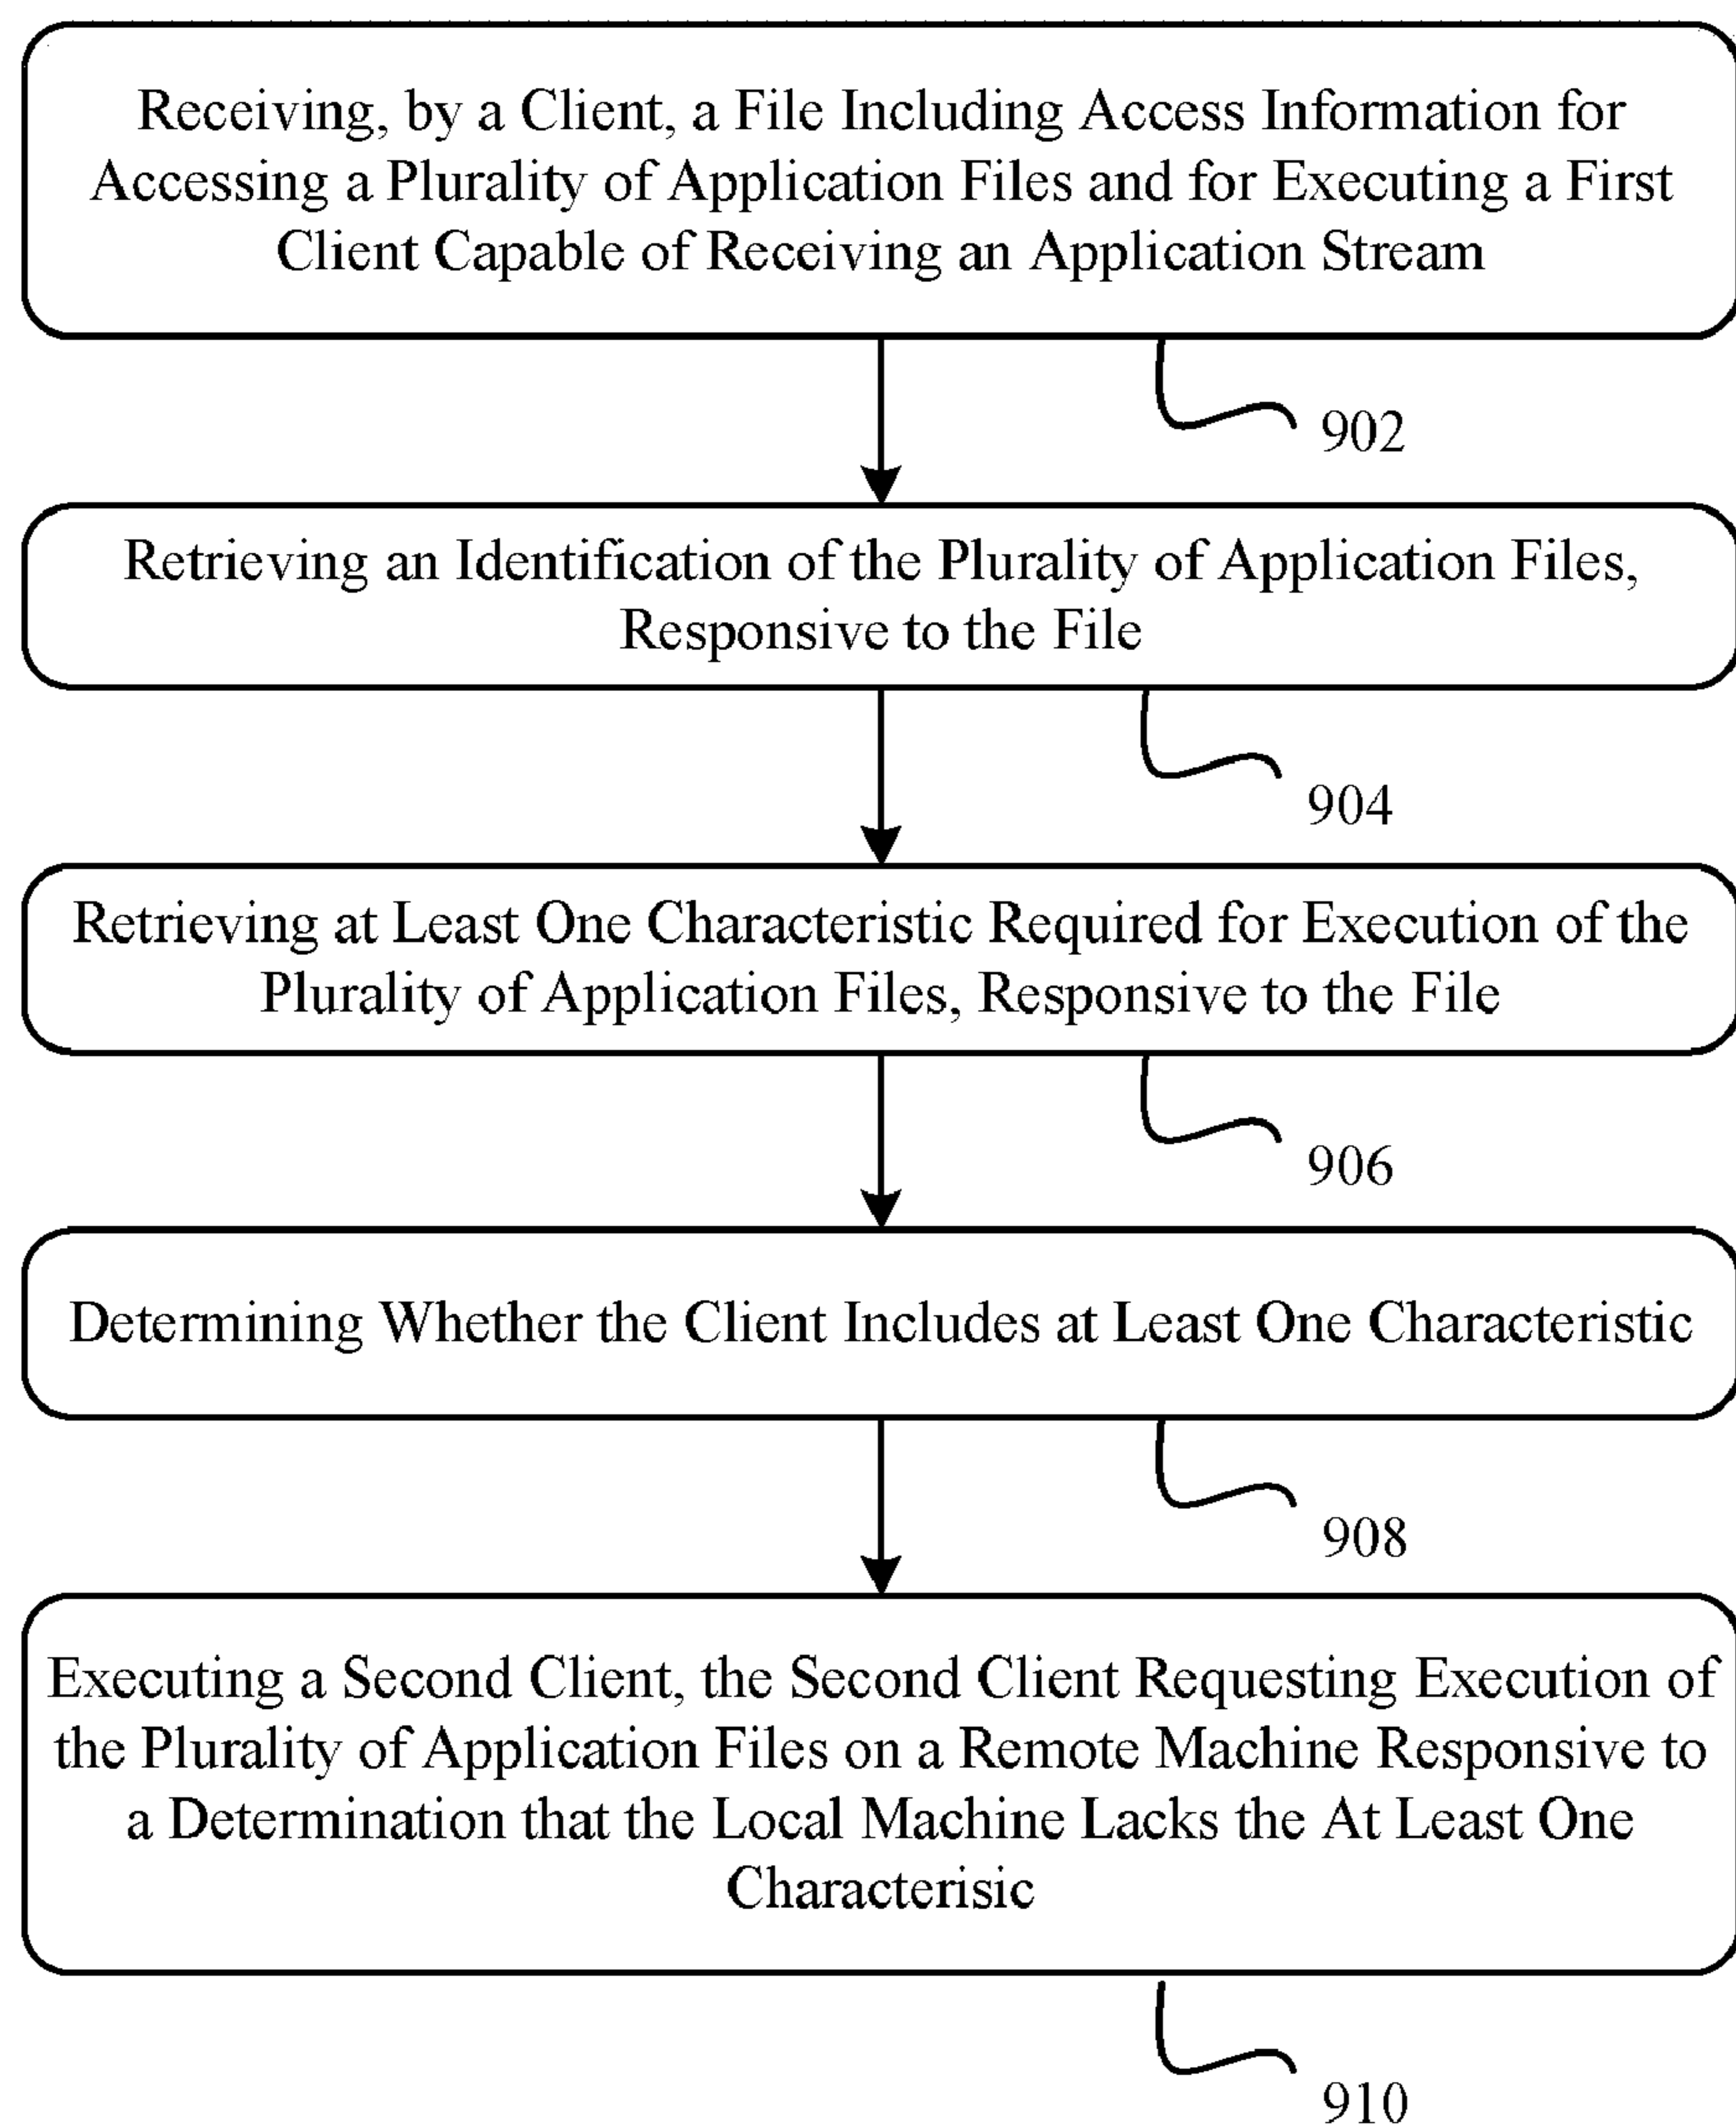 Receiving, by a Client, a File Including Access Information for
Accessing a Plurality of Application Files and for Executing a First
Client Capable of Receiving an Application Stream
902
Retrieving an Identification of the Plurality of Application Files,
Responsive to the File
904
Retrieving at Least One Characteristic Required for Execution of the
Plurality of Application Files, Responsive to the File
906
Determining Whether the Client Includes at Least One Characteristic
908
Executing a Second Client, the Second Client Requesting Execution of
the Plurality of Application Files on a Remote Machine Responsive to
a Determination that the Local Machine Lacks the At Least One
Characterisic
910